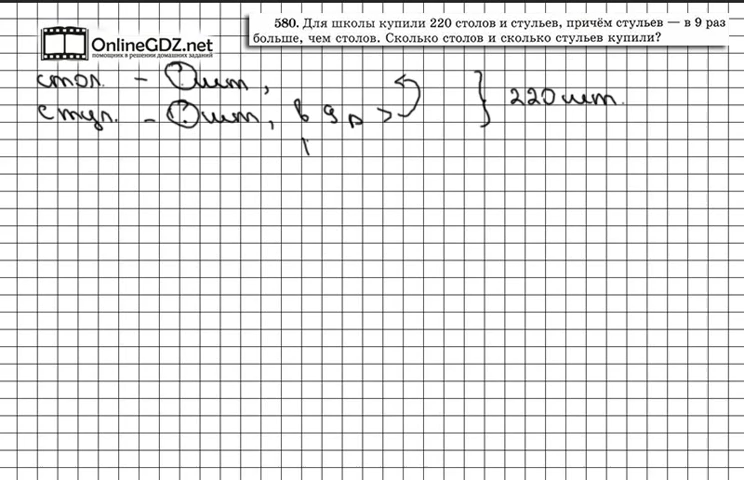 580. Для школы купили 220 столов и стульев, причём стульев — в 9 раз
больше, чем столов. Сколько столов и сколько стульев купили?
OnlineGDZ.net
помощник в решении домашних заданий
стол. - ? шт,
стул. - ? шт, в 9 р > } 220 шт.